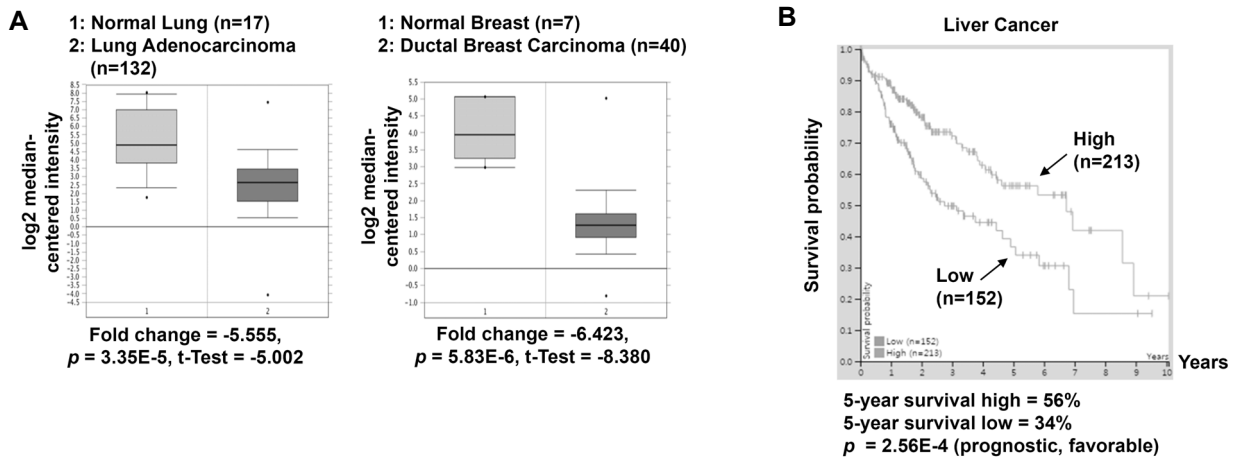 A
1: Normal Lung (n=17)
2: Lung Adenocarcinoma
(n=132)
log2 median-
centered intensity
8.5
8.0
7.5
7.0
6.5
6.0
5.5
5.0
4.5
4.0
3.5
3.0
2.5
2.0
1.5
1.0
0.5
0.0
-0.5
-1.0
-1.5
-2.0
-2.5
-3.0
-3.5
-4.0
-4.5
1 2
Fold change = -5.555,
p = 3.35E-5, t-Test = -5.002
1: Normal Breast (n=7)
2: Ductal Breast Carcinoma (n=40)
log2 median-
centered intensity
5.5
5.0
4.5
4.0
3.5
3.0
2.5
2.0
1.5
1.0
0.5
0.0
-0.5
-1.0
1 2
Fold change = -6.423,
p = 5.83E-6, t-Test = -8.380
B
Liver Cancer
Survival probability
1.0
0.9
0.8
0.7
0.6
0.5
0.4
0.3
0.2
0.1
0.0
Survival probability
High
(n=213)
Low
(n=152)
Low (n=152)
High (n=213)
Years
0 1 2 3 4 5 6 7 8 9 10
Years
5-year survival high = 56%
5-year survival low = 34%
p = 2.56E-4 (prognostic, favorable)